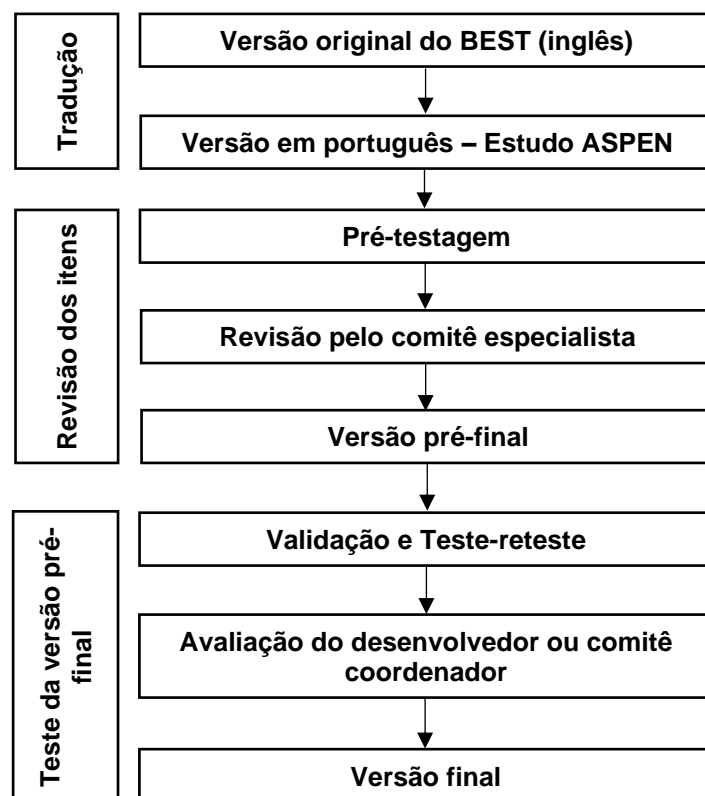 Tradução
Versão original do BEST (inglês)
Versão em português – Estudo ASPEN
Revisão dos itens
Pré-testagem
Revisão pelo comitê especialista
Versão pré-final
Teste da versão pré-
final
Validação e Teste-reteste
Avaliação do desenvolvedor ou comitê
coordenador
Versão final